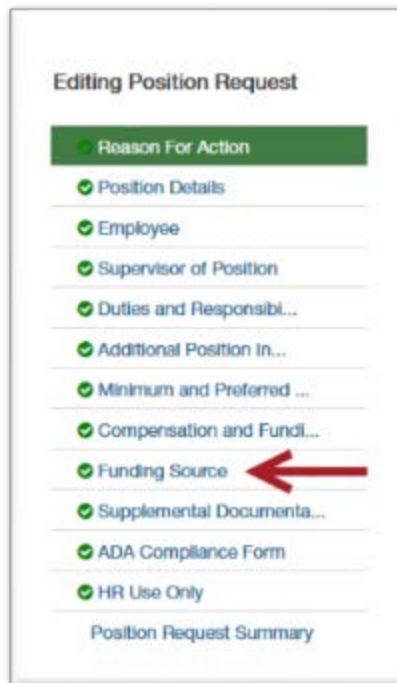 Editing Position Request
Reason For Action
Position Details
Employee
Supervisor of Position
Duties and Responsibi...
Additional Position In...
Minimum and Preferred ...
Compensation and Fundi...
Funding Source
Supplemental Documenta...
ADA Compliance Form
HR Use Only
Position Request Summary